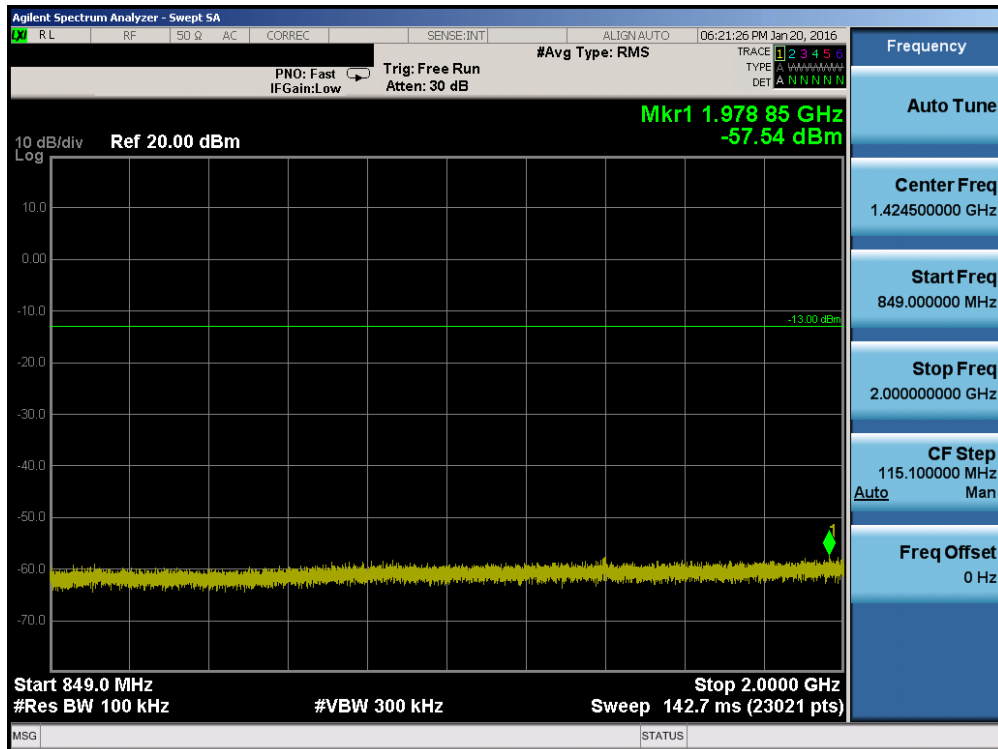 Agilent Spectrum Analyzer - Swept SA
LXI RL RF 50 Ω AC CORREC SENSE:INT ALIGN AUTO 06:21:26 PM Jan 20, 2016
#Avg Type: RMS TRACE 1 2 3 4 5 6
PNO: Fast Trig: Free Run TYPE A WWWWW
IFGain:Low Atten: 30 dB DET A N N N N N
Mkr1 1.978 85 GHz
-57.54 dBm
10 dB/div Ref 20.00 dBm
Log
10.0
0.00
-10.0
-13.00 dBm
-20.0
-30.0
-40.0
-50.0
1
-60.0
-70.0
Start 849.0 MHz Stop 2.0000 GHz
#Res BW 100 kHz #VBW 300 kHz Sweep 142.7 ms (23021 pts)
MSG STATUS
Frequency
Auto Tune
Center Freq
1.424500000 GHz
Start Freq
849.000000 MHz
Stop Freq
2.000000000 GHz
CF Step
115.100000 MHz
Auto Man
Freq Offset
0 Hz